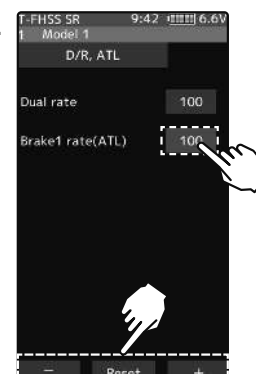 T-FHSS SR 9:42 6.6V
1 Model 1
D/R, ATL
Dual rate 100
Brake1 rate(ATL) 100
- Reset +